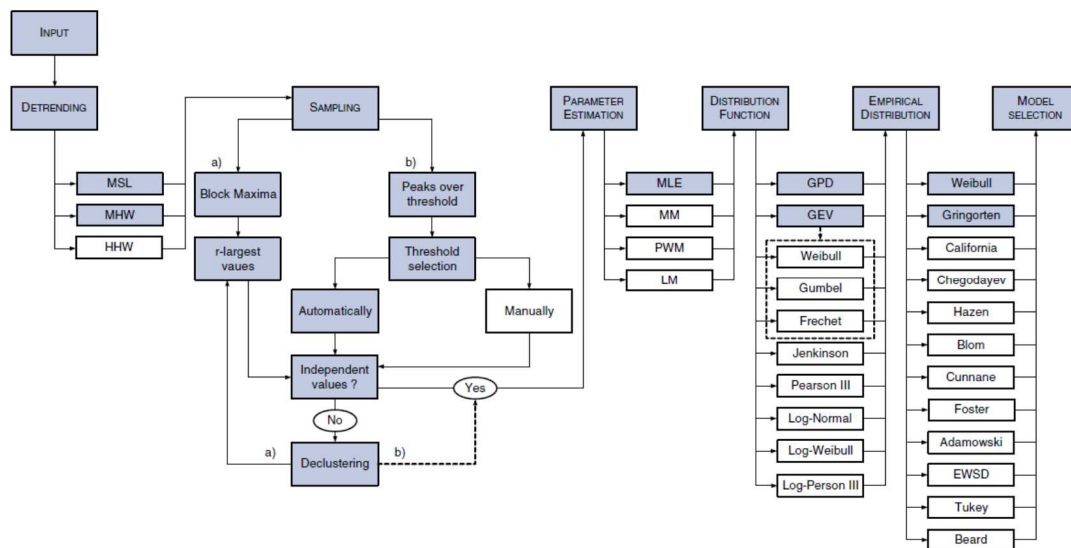 INPUT
DETRENDING
MSL
MHW
HHW
SAMPLING
a)
b)
Block Maxima
r-largest
vaues
Peaks over
threshold
Threshold
selection
Automatically
Manually
Independent
values ?
Yes
No
a)
Declustering
b)
PARAMETER
ESTIMATION
MLE
MM
PWM
LM
DISTRIBUTION
FUNCTION
GPD
GEV
Weibull
Gumbel
Frechet
Jenkinson
Pearson III
Log-Normal
Log-Weibull
Log-Person III
EMPIRICAL
DISTRIBUTION
Weibull
Gringorten
California
Chegodayev
Hazen
Blom
Cunnane
Foster
Adamowski
EWSD
Tukey
Beard
MODEL
SELECTION